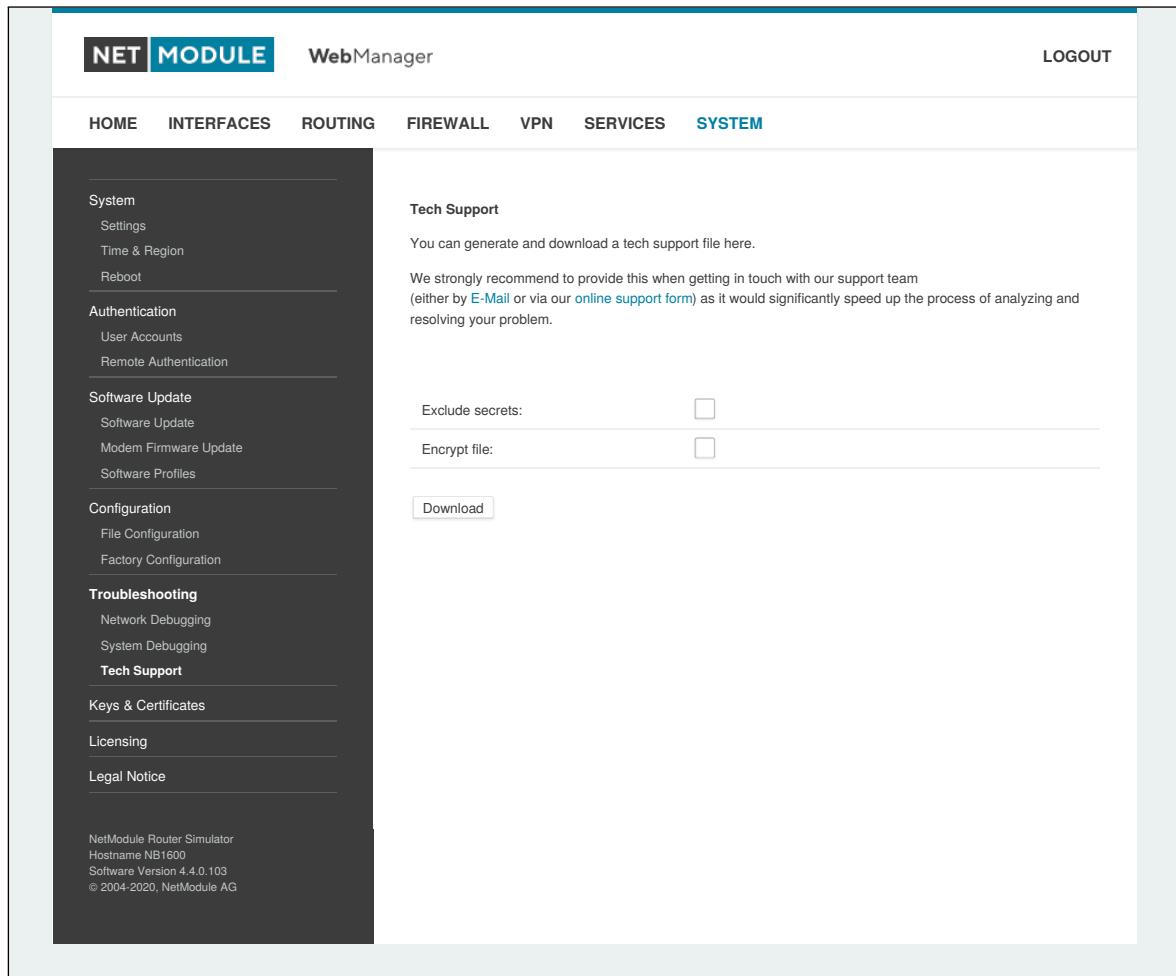 NET MODULE WebManager LOGOUT
HOME INTERFACES ROUTING FIREWALL VPN SERVICES SYSTEM
System
Settings
Time & Region
Reboot
Authentication
User Accounts
Remote Authentication
Software Update
Software Update
Modem Firmware Update
Software Profiles
Configuration
File Configuration
Factory Configuration
Troubleshooting
Network Debugging
System Debugging
Tech Support
Keys & Certificates
Licensing
Legal Notice
NetModule Router Simulator
Hostname NB1600
Software Version 4.4.0.103
© 2004-2020, NetModule AG
Tech Support
You can generate and download a tech support file here.
We strongly recommend to provide this when getting in touch with our support team
(either by E-Mail or via our online support form) as it would significantly speed up the process of analyzing and
resolving your problem.
Exclude secrets:
Encrypt file:
Download